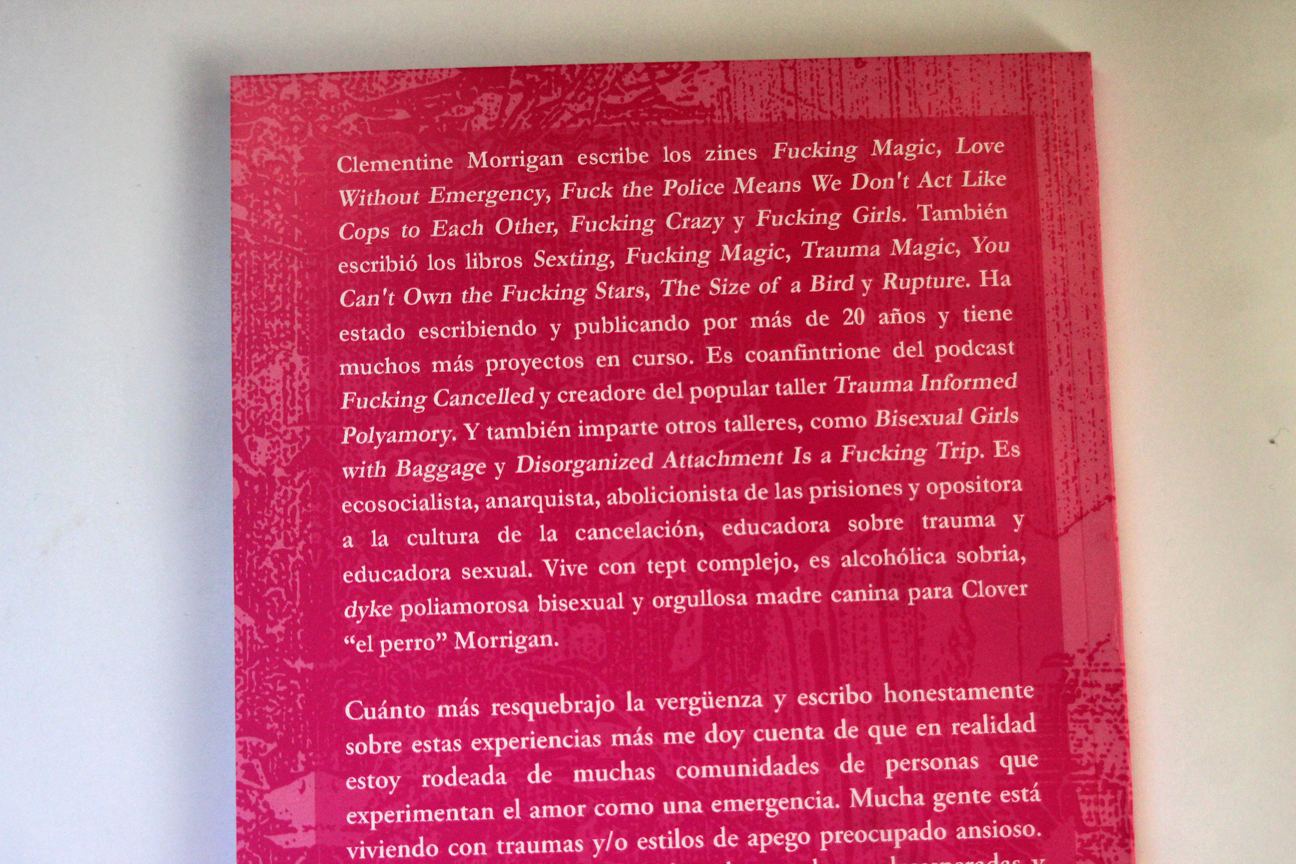 Clementine Morrigan escribe los zines Fucking Magic, Love
Without Emergency, Fuck the Police Means We Don't Act Like
Cops to Each Other, Fucking Crazy y Fucking Girls. También
escribió los libros Sexting, Fucking Magic, Trauma Magic, You
Can't Own the Fucking Stars, The Size of a Bird y Rupture. Ha
estado escribiendo y publicando por más de 20 años y tiene
muchos más proyectos en curso. Es coanfintrione del podcast
Fucking Cancelled y creadore del popular taller Trauma Informed
Polyamory. Y también imparte otros talleres, como Bisexual Girls
with Baggage y Disorganized Attachment Is a Fucking Trip. Es
ecosocialista, anarquista, abolicionista de las prisiones y opositora
a la cultura de la cancelación, educadora sobre trauma y
educadora sexual. Vive con tept complejo, es alcohólica sobria,
dyke poliamorosa bisexual y orgullosa madre canina para Clover
“el perro” Morrigan.
Cuánto más resquebrajo la vergüenza y escribo honestamente
sobre estas experiencias más me doy cuenta de que en realidad
estoy rodeada de muchas comunidades de personas que
experimentan el amor como una emergencia. Mucha gente está
viviendo con traumas y/o estilos de apego preocupado ansioso.